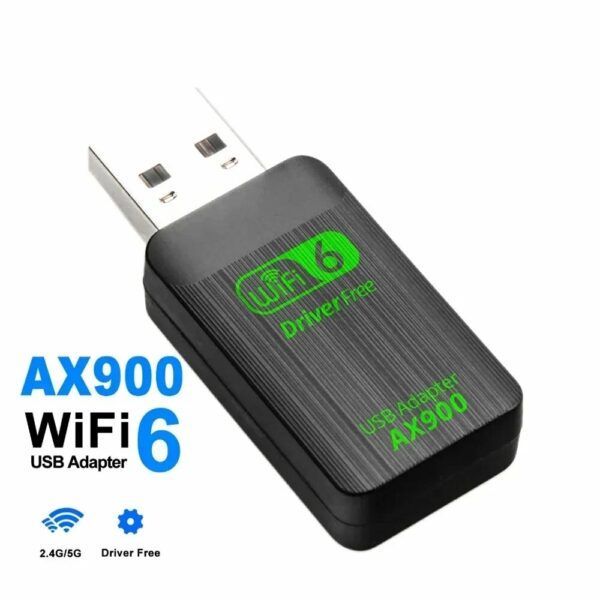 WiFi 6
Driver Free
USB Adapter
AX900
AX900
WiFi 6
USB Adapter
2.4G/5G
Driver Free